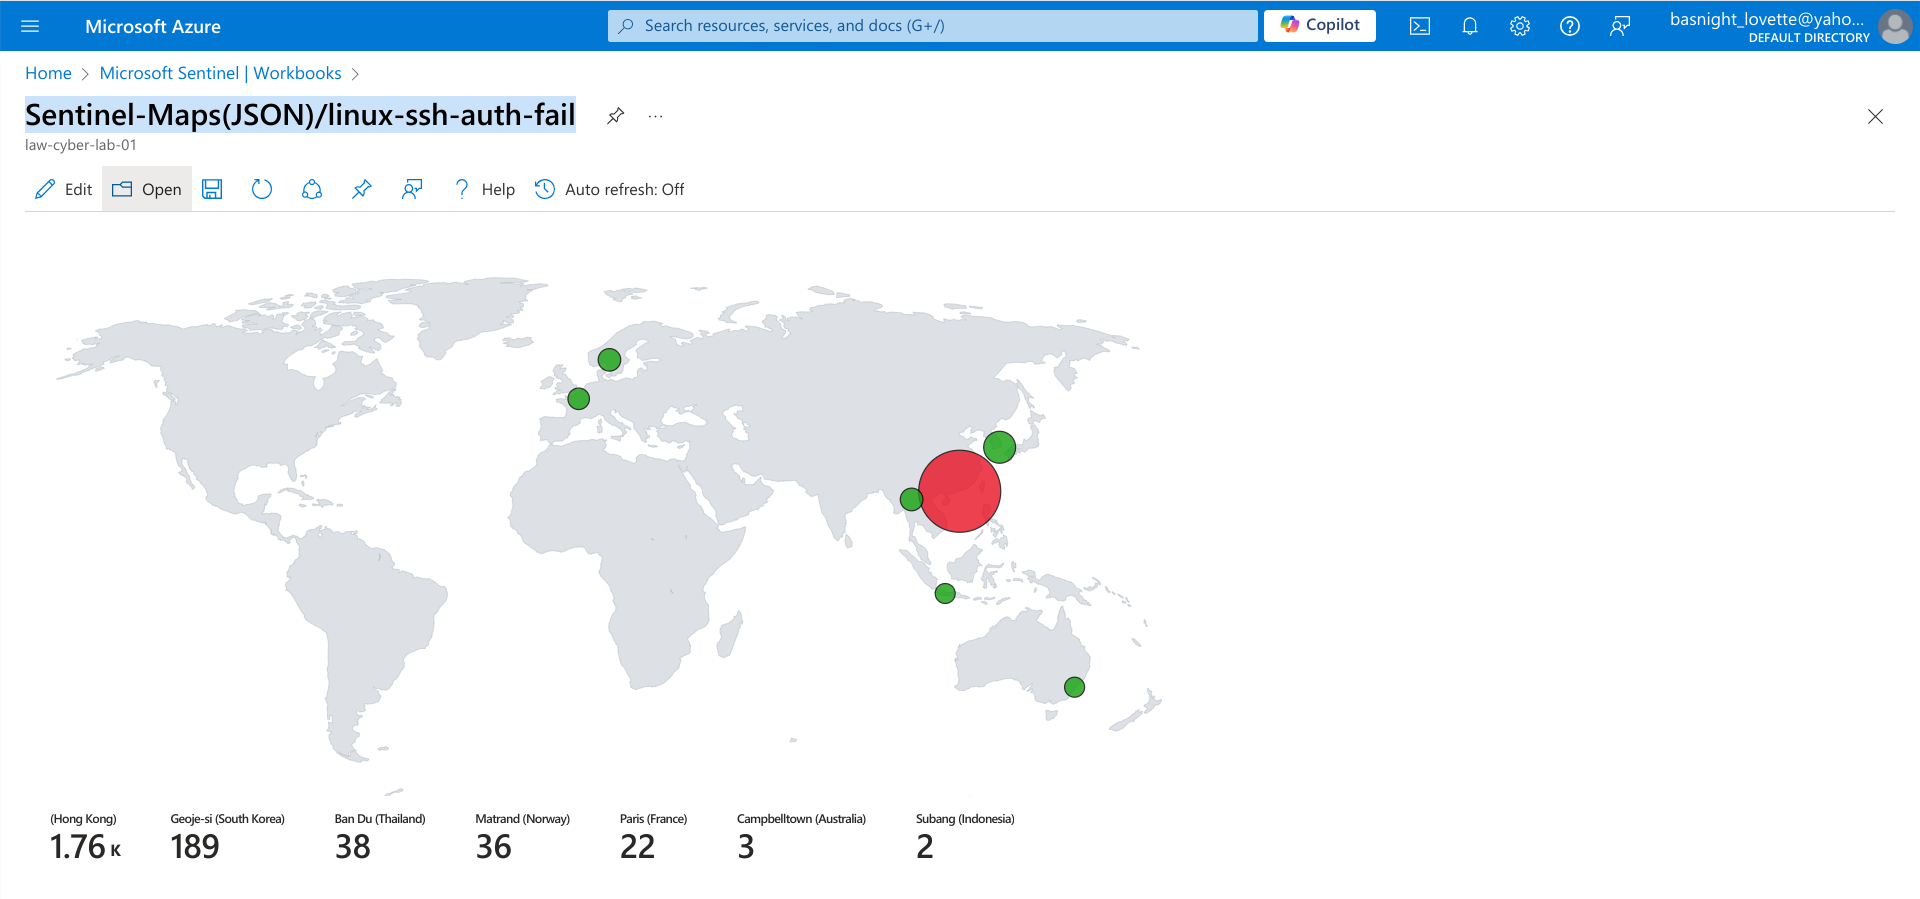 Microsoft Azure
Search resources, services, and docs (G+/)
Copilot
basnight_lovette@yaho...
DEFAULT DIRECTORY
Home > Microsoft Sentinel | Workbooks >
Sentinel-Maps(JSON)/linux-ssh-auth-fail
law-cyber-lab-01
Edit
Open
Help
Auto refresh: Off
(Hong Kong)
1.76 K
Geoje-si (South Korea)
189
Ban Du (Thailand)
38
Matrand (Norway)
36
Paris (France)
22
Campbelltown (Australia)
3
Subang (Indonesia)
2